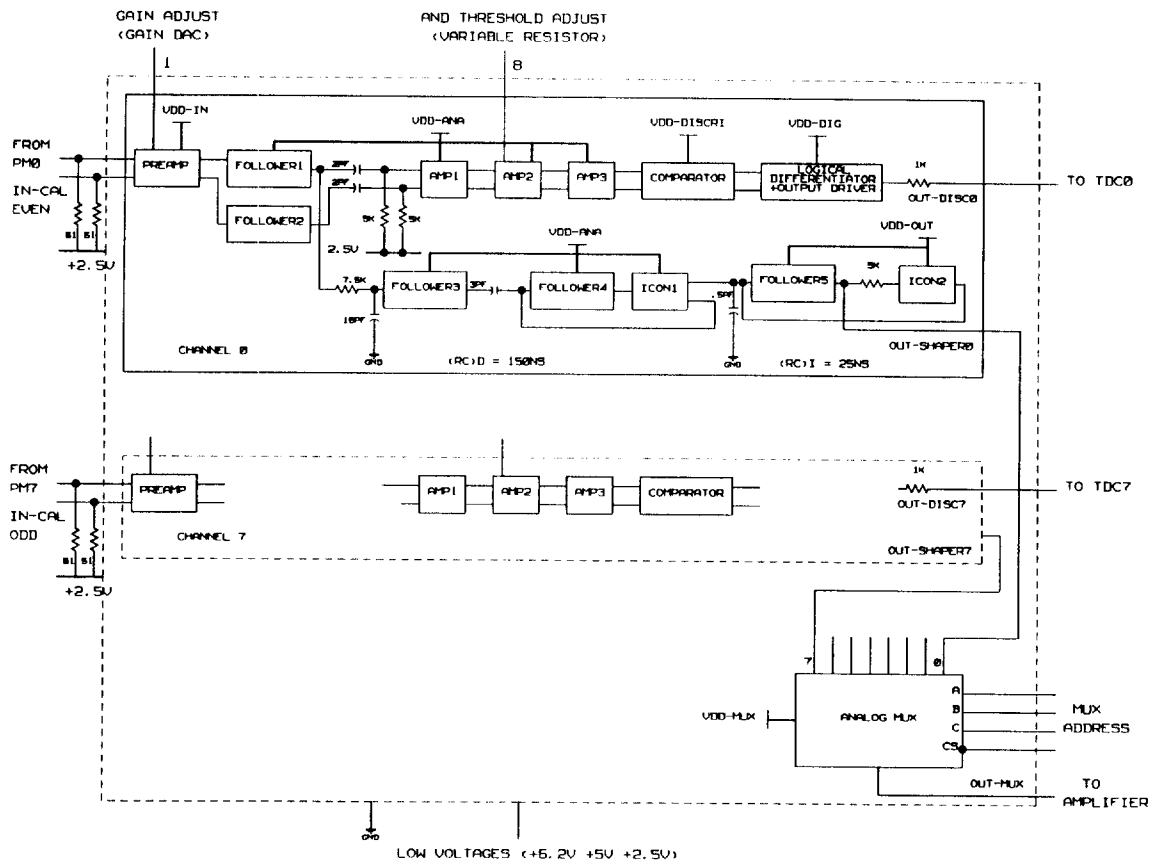 GAIN ADJUST
(GAIN DAC)
AND THRESHOLD ADJUST
(VARIABLE RESISTOR)
1
8
VDD-IN
VDD-ANA
VDD-DISCRI
VDD-DIG
FROM
PM0
PREAMP
FOLLOWER1
2PF
AMP1
AMP2
AMP3
COMPARATOR
LOGICAL
DIFFERENTIATOR
+OUTPUT DRIVER
1K
TO TDC0
IN-CAL
EVEN
2PF
OUT-DISC0
FOLLOWER2
51
51
5K
5K
+2.5V
2.5V
VDD-ANA
VDD-OUT
7.5K
FOLLOWER3
3PF
FOLLOWER4
ICON1
.5PF
FOLLOWER5
5K
ICON2
10PF
CHANNEL 0
GND
(RC)D = 150NS
GND
(RC)I = 25NS
OUT-SHAPER0
FROM
PM7
PREAMP
AMP1
AMP2
AMP3
COMPARATOR
1K
TO TDC7
IN-CAL
ODD
OUT-DISC7
CHANNEL 7
51
51
OUT-SHAPER7
+2.5V
7
0
VDD-MUX
ANALOG MUX
A
B
C
CS
MUX
ADDRESS
OUT-MUX
TO
AMPLIFIER
GND
LOW VOLTAGES (+6.2V +5V +2.5V)